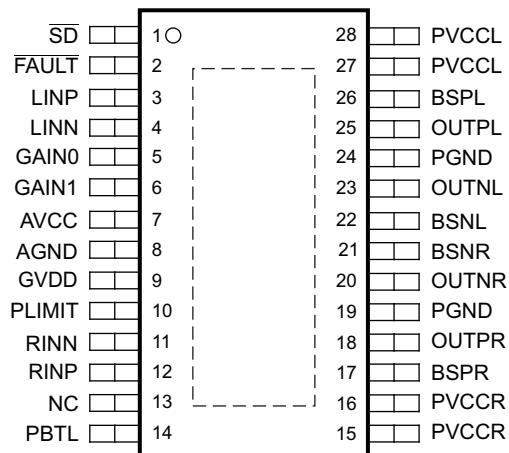 SD 1 28 PVCCL
FAULT 2 27 PVCCL
LINP 3 26 BSPL
LINN 4 25 OUTPL
GAIN0 5 24 PGND
GAIN1 6 23 OUTNL
AVCC 7 22 BSNL
AGND 8 21 BSNR
GVDD 9 20 OUTNR
PLIMIT 10 19 PGND
RINN 11 18 OUTPR
RINP 12 17 BSPR
NC 13 16 PVCCR
PBTL 14 15 PVCCR